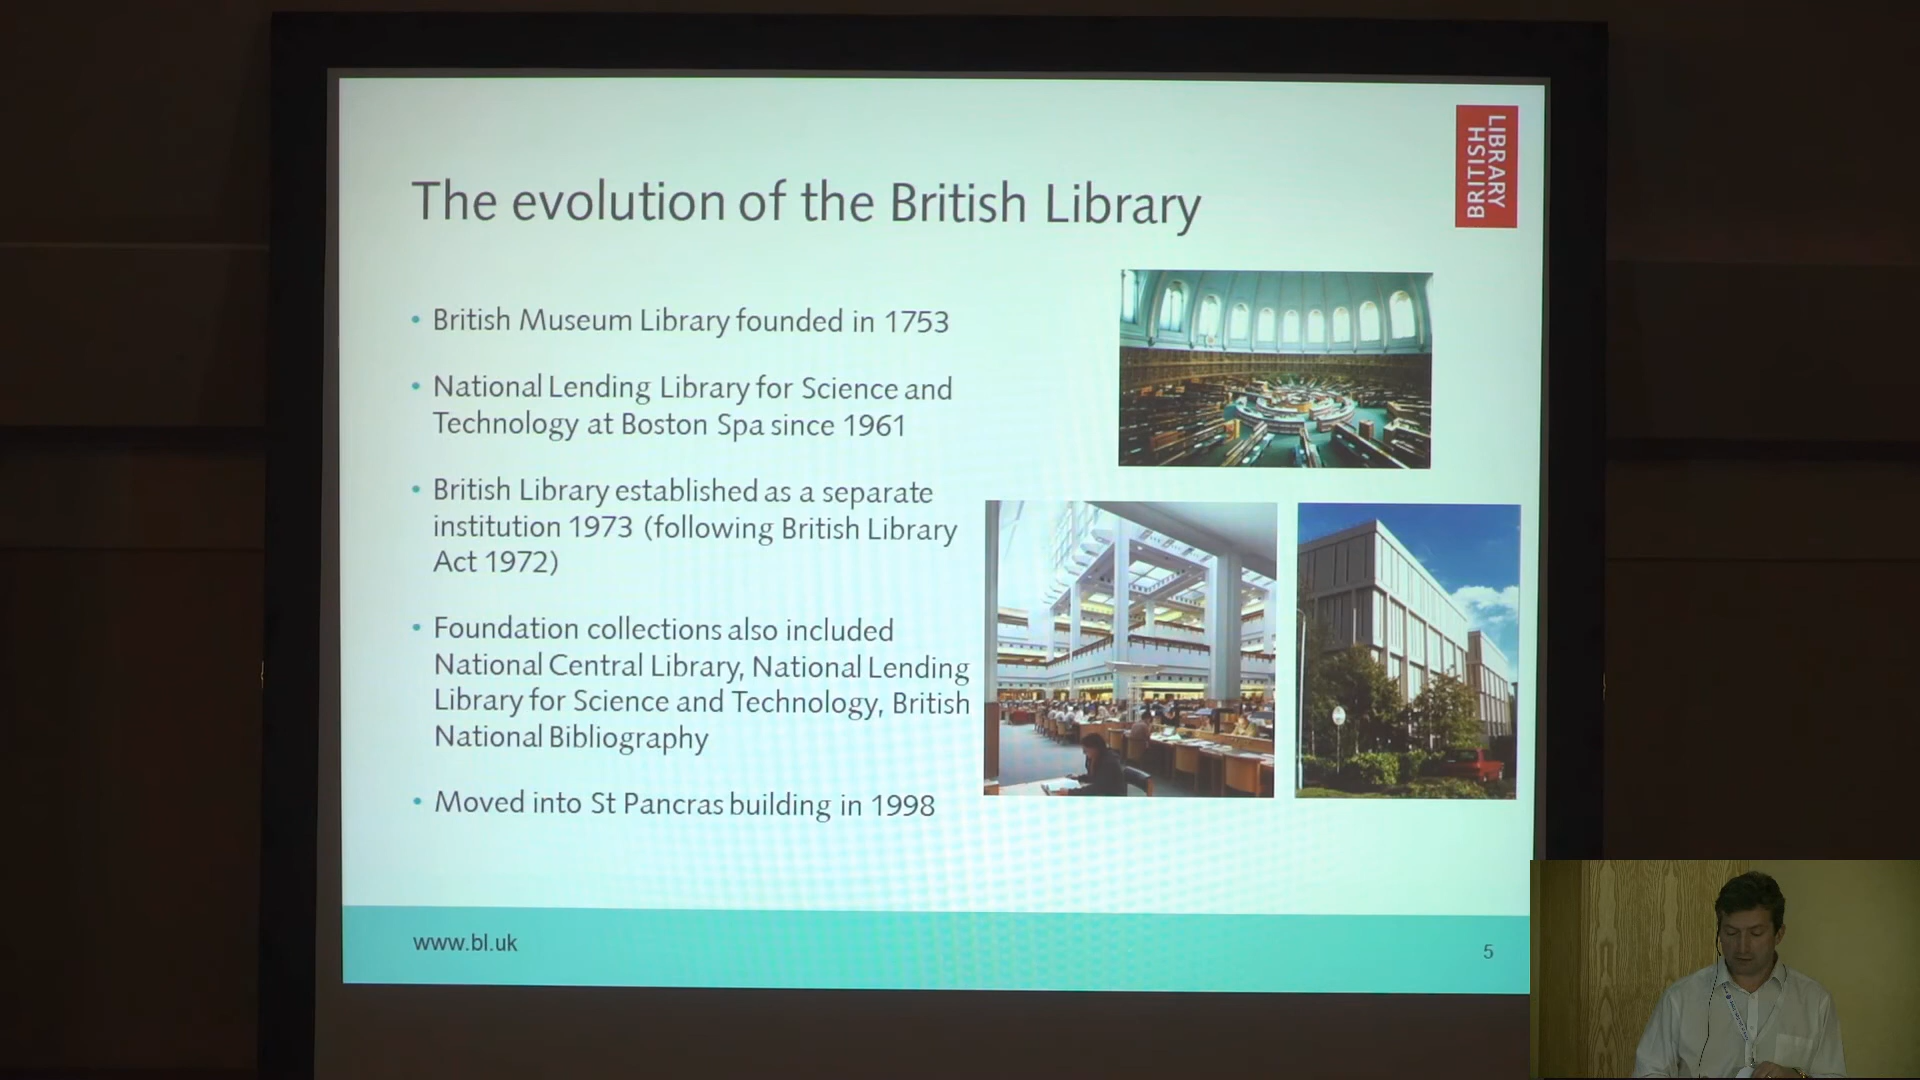 LIBRARY
BRITISH
The evolution of the British Library
• British Museum Library founded in 1753
• National Lending Library for Science and
Technology at Boston Spa since 1961
• British Library established as a separate
institution 1973 (following British Library
Act 1972)
• Foundation collections also included
National Central Library, National Lending
Library for Science and Technology, British
National Bibliography
• Moved into St Pancras building in 1998
www.bl.uk
5